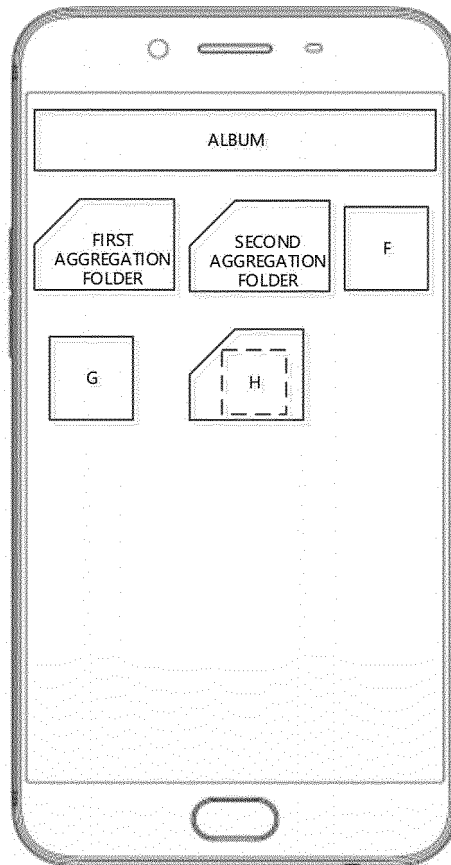 ALBUM
FIRST
AGGREGATION
FOLDER
SECOND
AGGREGATION
FOLDER
F
G
H